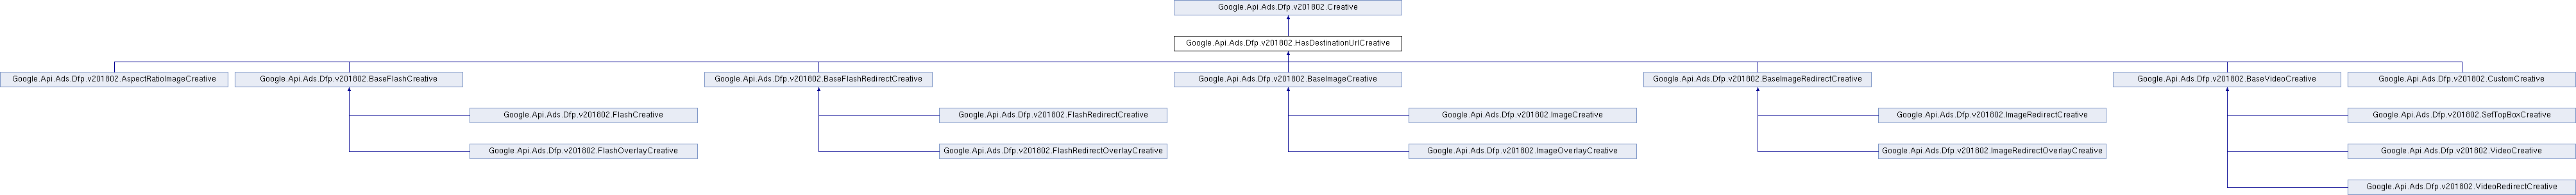 Google.Api.Ads.Dfp.v201802.Creative
Google.Api.Ads.Dfp.v201802.HasDestinationUrlCreative
Google.Api.Ads.Dfp.v201802.AspectRatioImageCreative
Google.Api.Ads.Dfp.v201802.BaseFlashCreative
Google.Api.Ads.Dfp.v201802.BaseFlashRedirectCreative
Google.Api.Ads.Dfp.v201802.BaseImageCreative
Google.Api.Ads.Dfp.v201802.BaseImageRedirectCreative
Google.Api.Ads.Dfp.v201802.BaseVideoCreative
Google.Api.Ads.Dfp.v201802.CustomCreative
Google.Api.Ads.Dfp.v201802.FlashCreative
Google.Api.Ads.Dfp.v201802.FlashRedirectCreative
Google.Api.Ads.Dfp.v201802.ImageCreative
Google.Api.Ads.Dfp.v201802.ImageRedirectCreative
Google.Api.Ads.Dfp.v201802.SetTopBoxCreative
Google.Api.Ads.Dfp.v201802.FlashOverlayCreative
Google.Api.Ads.Dfp.v201802.FlashRedirectOverlayCreative
Google.Api.Ads.Dfp.v201802.ImageOverlayCreative
Google.Api.Ads.Dfp.v201802.ImageRedirectOverlayCreative
Google.Api.Ads.Dfp.v201802.VideoCreative
Google.Api.Ads.Dfp.v201802.VideoRedirectCreative